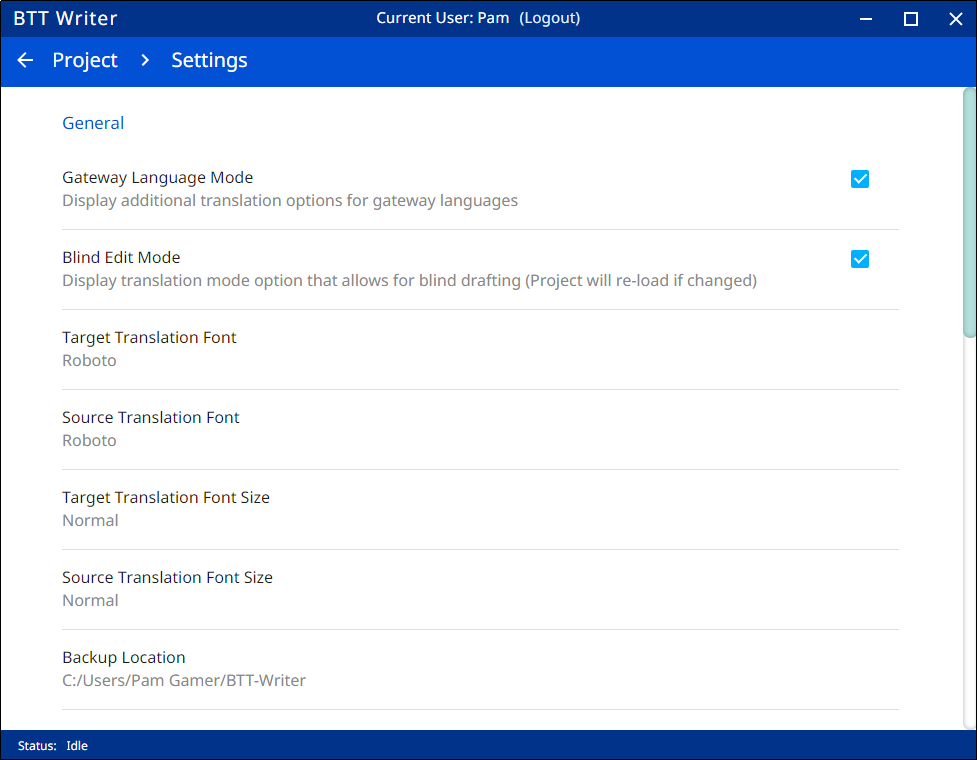 BTT Writer
Current User: Pam (Logout)
Project > Settings
General
Gateway Language Mode
Display additional translation options for gateway languages
Blind Edit Mode
Display translation mode option that allows for blind drafting (Project will re-load if changed)
Target Translation Font
Roboto
Source Translation Font
Roboto
Target Translation Font Size
Normal
Source Translation Font Size
Normal
Backup Location
C:/Users/Pam Gamer/BTT-Writer
Status: Idle